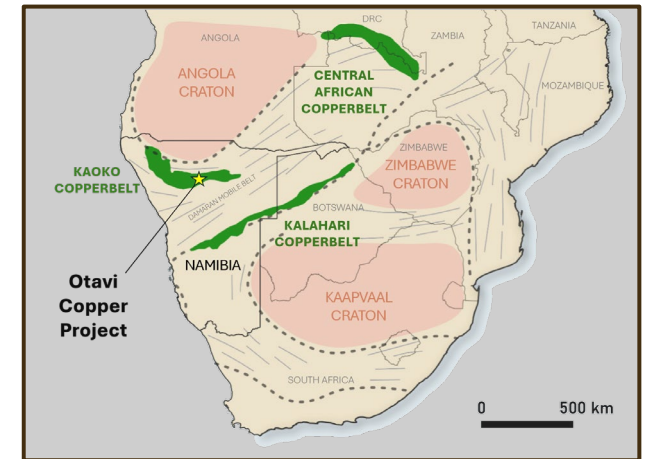 DRC
TANZANIA
ANGOLA
ZAMBIA
ANGOLA
CRATON
CENTRAL
AFRICAN
COPPERBELT
MOZAMBIQUE
ZIMBABWE
ZIMBABWE
CRATON
KAOKO
COPPERBELT
DAMARAN MOBILE BELT
BOTSWANA
KALAHARI
COPPERBELT
NAMIBIA
Otavi
Copper
Project
KAAPVAAL
CRATON
SOUTH AFRICA
0 500 km